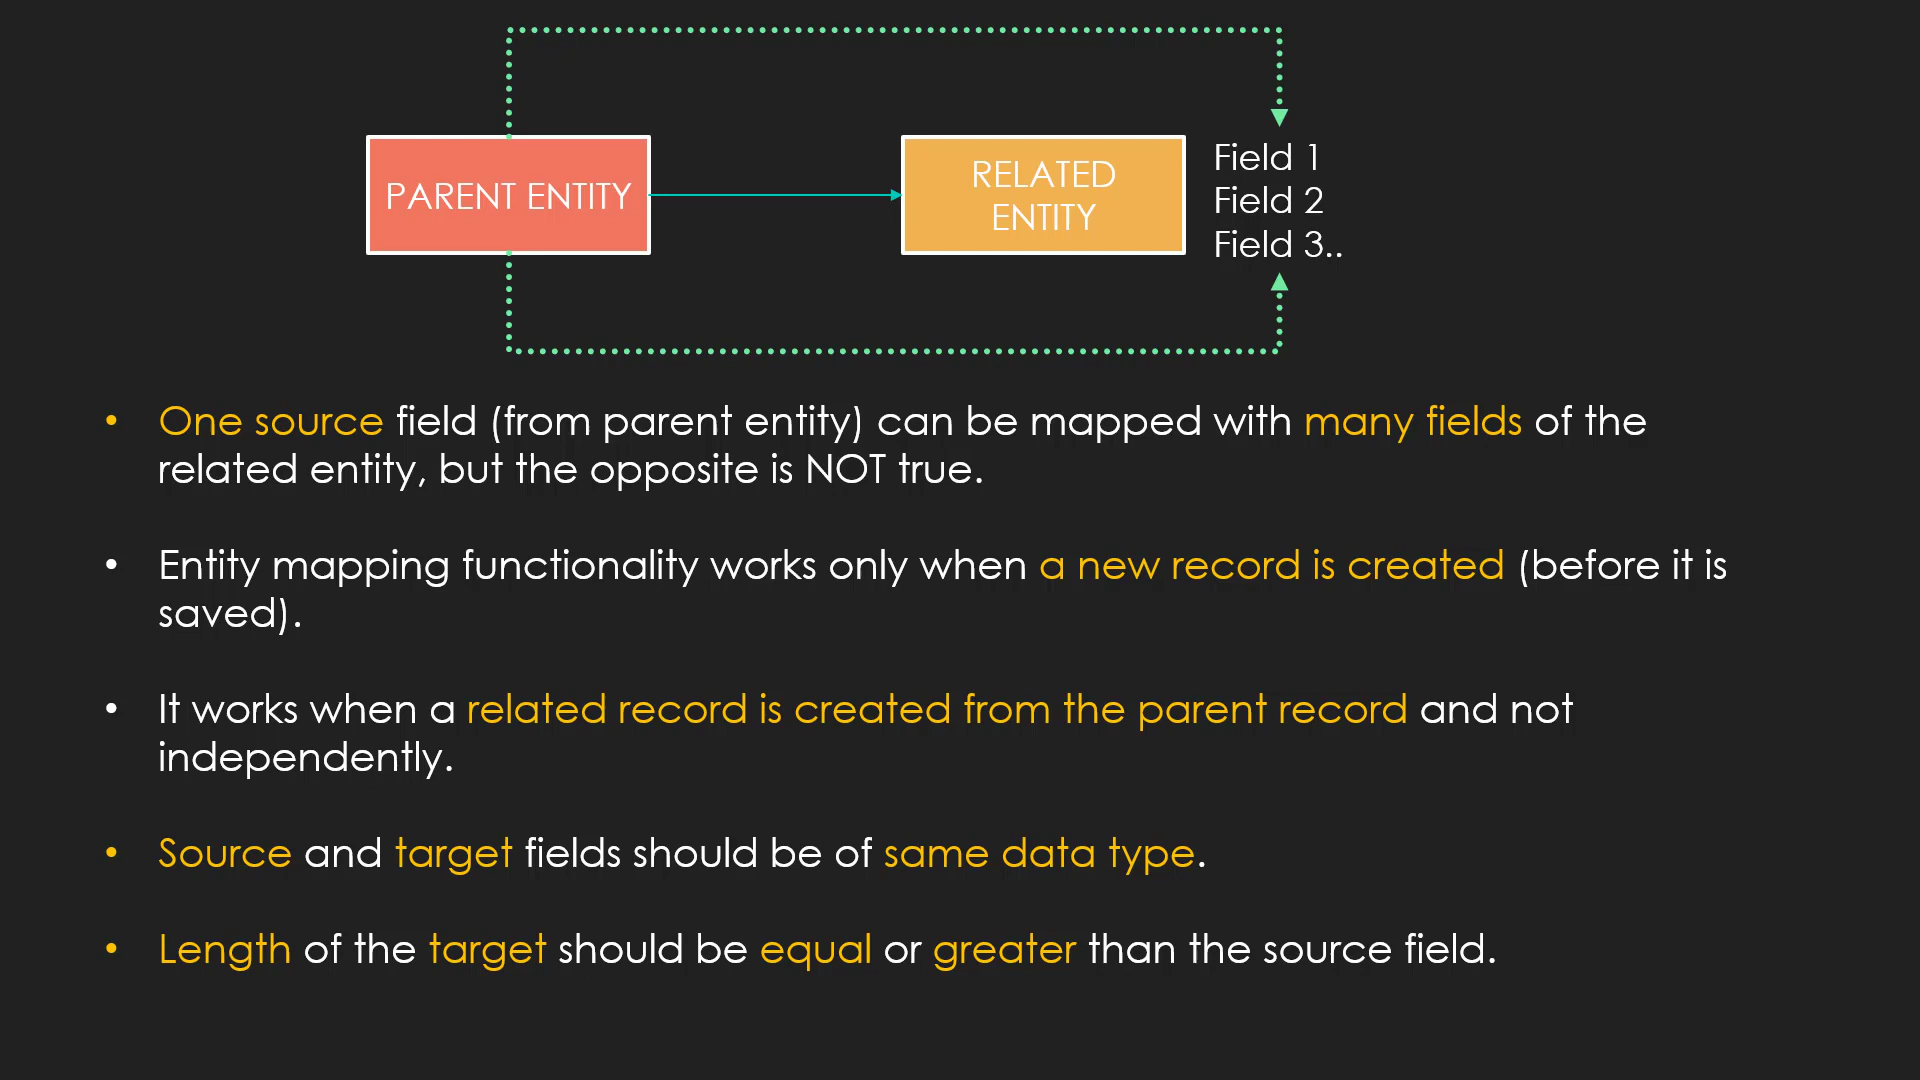 PARENT ENTITY
RELATED
ENTITY
Field 1
Field 2
Field 3..
• One source field (from parent entity) can be mapped with many fields of the
related entity, but the opposite is NOT true.
• Entity mapping functionality works only when a new record is created (before it is
saved).
• It works when a related record is created from the parent record and not
independently.
• Source and target fields should be of same data type.
• Length of the target should be equal or greater than the source field.